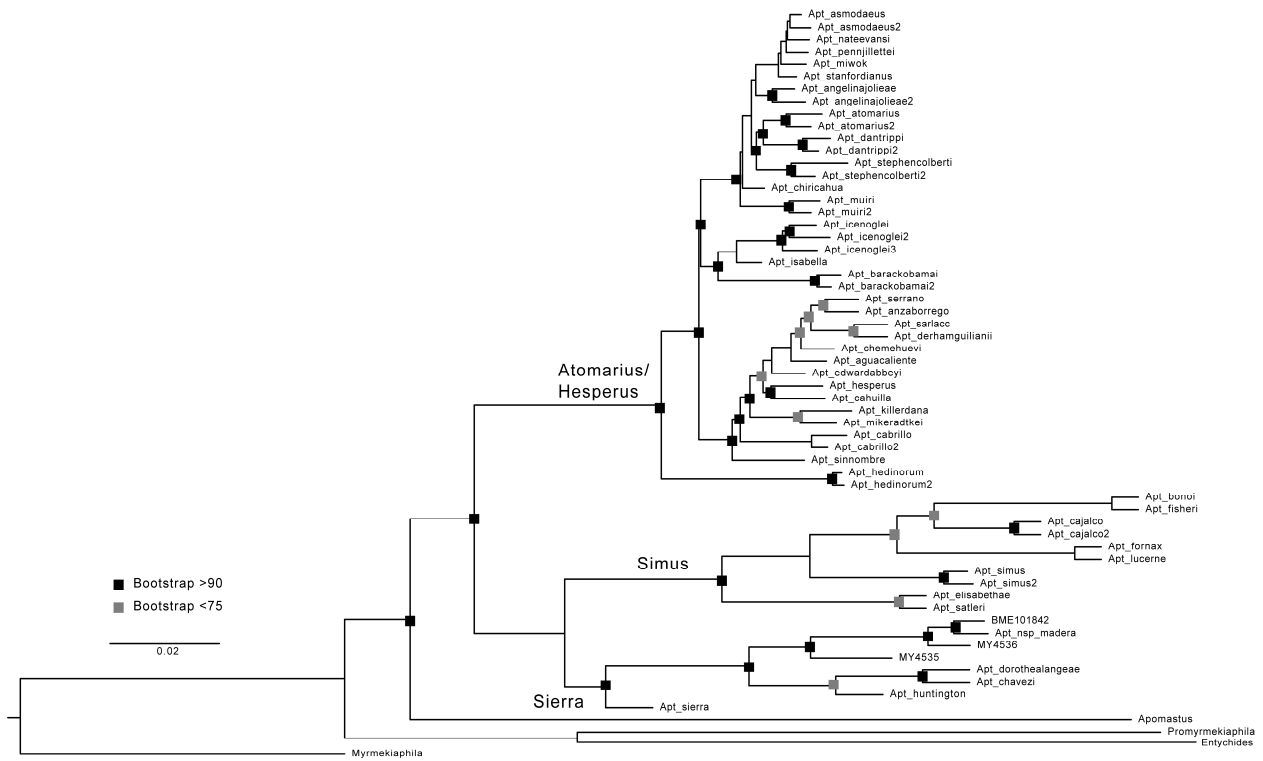 Apt_asmodaeus
Apt_asmodaeus2
Apt_nateevansi
Apt_pennjillettei
Apt_miwok
Apt_stanfordianus
Apt_angelinajolieae
Apt_angelinajolieae2
Apt_atomarius
Apt_atomarius2
Apt_dantrippi
Apt_dantrippi2
Apt_stephencolberti
Apt_stephencolberti2
Apt_chiricahua
Apt_muiri
Apt_muiri2
Apt_icenoglei
Apt_icenoglei2
Apt_icenoglei3
Apt_isabella
Apt_barackobamai
Apt_barackobamai2
Apt_serrano
Apt_anzaborrego
Apt_sarlacc
Apt_derhamguilianii
Apt_chemehuevi
Apt_aguacaliente
Apt_edwardabbeyi
Apt_hesperus
Apt_cahuilla
Apt_killerdana
Apt_mikeradtkei
Apt_cabrillo
Apt_cabrillo2
Apt_sinnombre
Apt_hedinorum
Apt_hedinorum2
Atomarius/
Hesperus
Apt_bonoi
Apt_fisheri
Apt_cajalco
Apt_cajalco2
Apt_fornax
Apt_lucerne
Simus
Apt_simus
Apt_simus2
Apt_elisabethae
Apt_satleri
Bootstrap >90
Bootstrap <75
0.02
BME101842
Apt_nsp_madera
MY4536
MY4535
Apt_dorothealangeae
Apt_chavezi
Apt_huntington
Sierra
Apt_sierra
Apomastus
Promyrmekiaphila
Entychides
Myrmekiaphila